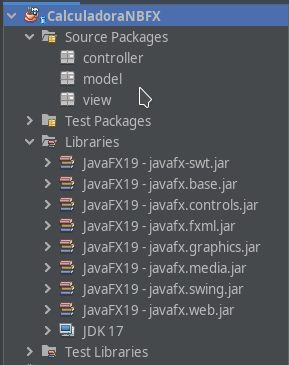 CalculadoraNBFX
Source Packages
controller
model
view
Test Packages
Libraries
JavaFX19 - javafx-swt.jar
JavaFX19 - javafx.base.jar
JavaFX19 - javafx.controls.jar
JavaFX19 - javafx.fxml.jar
JavaFX19 - javafx.graphics.jar
JavaFX19 - javafx.media.jar
JavaFX19 - javafx.swing.jar
JavaFX19 - javafx.web.jar
JDK 17
Test Libraries